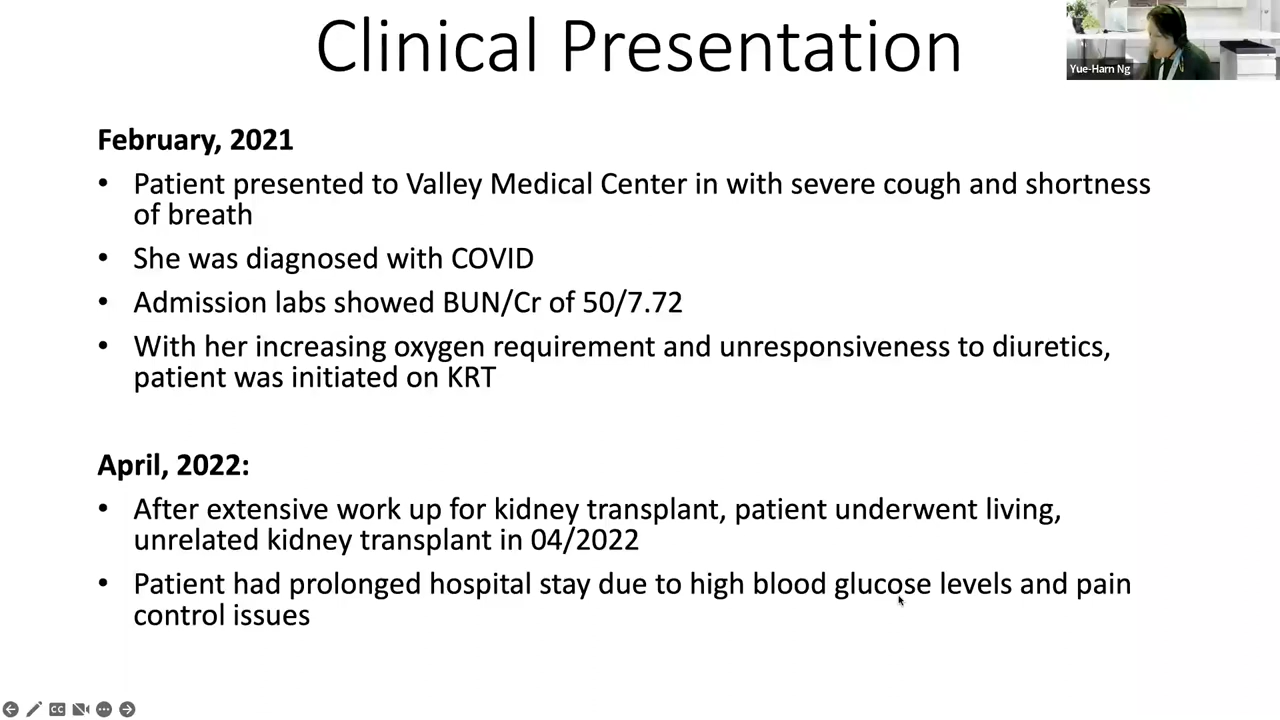 Clinical Presentation
Yue-Harn Ng
February, 2021
• Patient presented to Valley Medical Center in with severe cough and shortness
of breath
• She was diagnosed with COVID
• Admission labs showed BUN/Cr of 50/7.72
• With her increasing oxygen requirement and unresponsiveness to diuretics,
patient was initiated on KRT
April, 2022:
• After extensive work up for kidney transplant, patient underwent living,
unrelated kidney transplant in 04/2022
• Patient had prolonged hospital stay due to high blood glucose levels and pain
control issues
CC